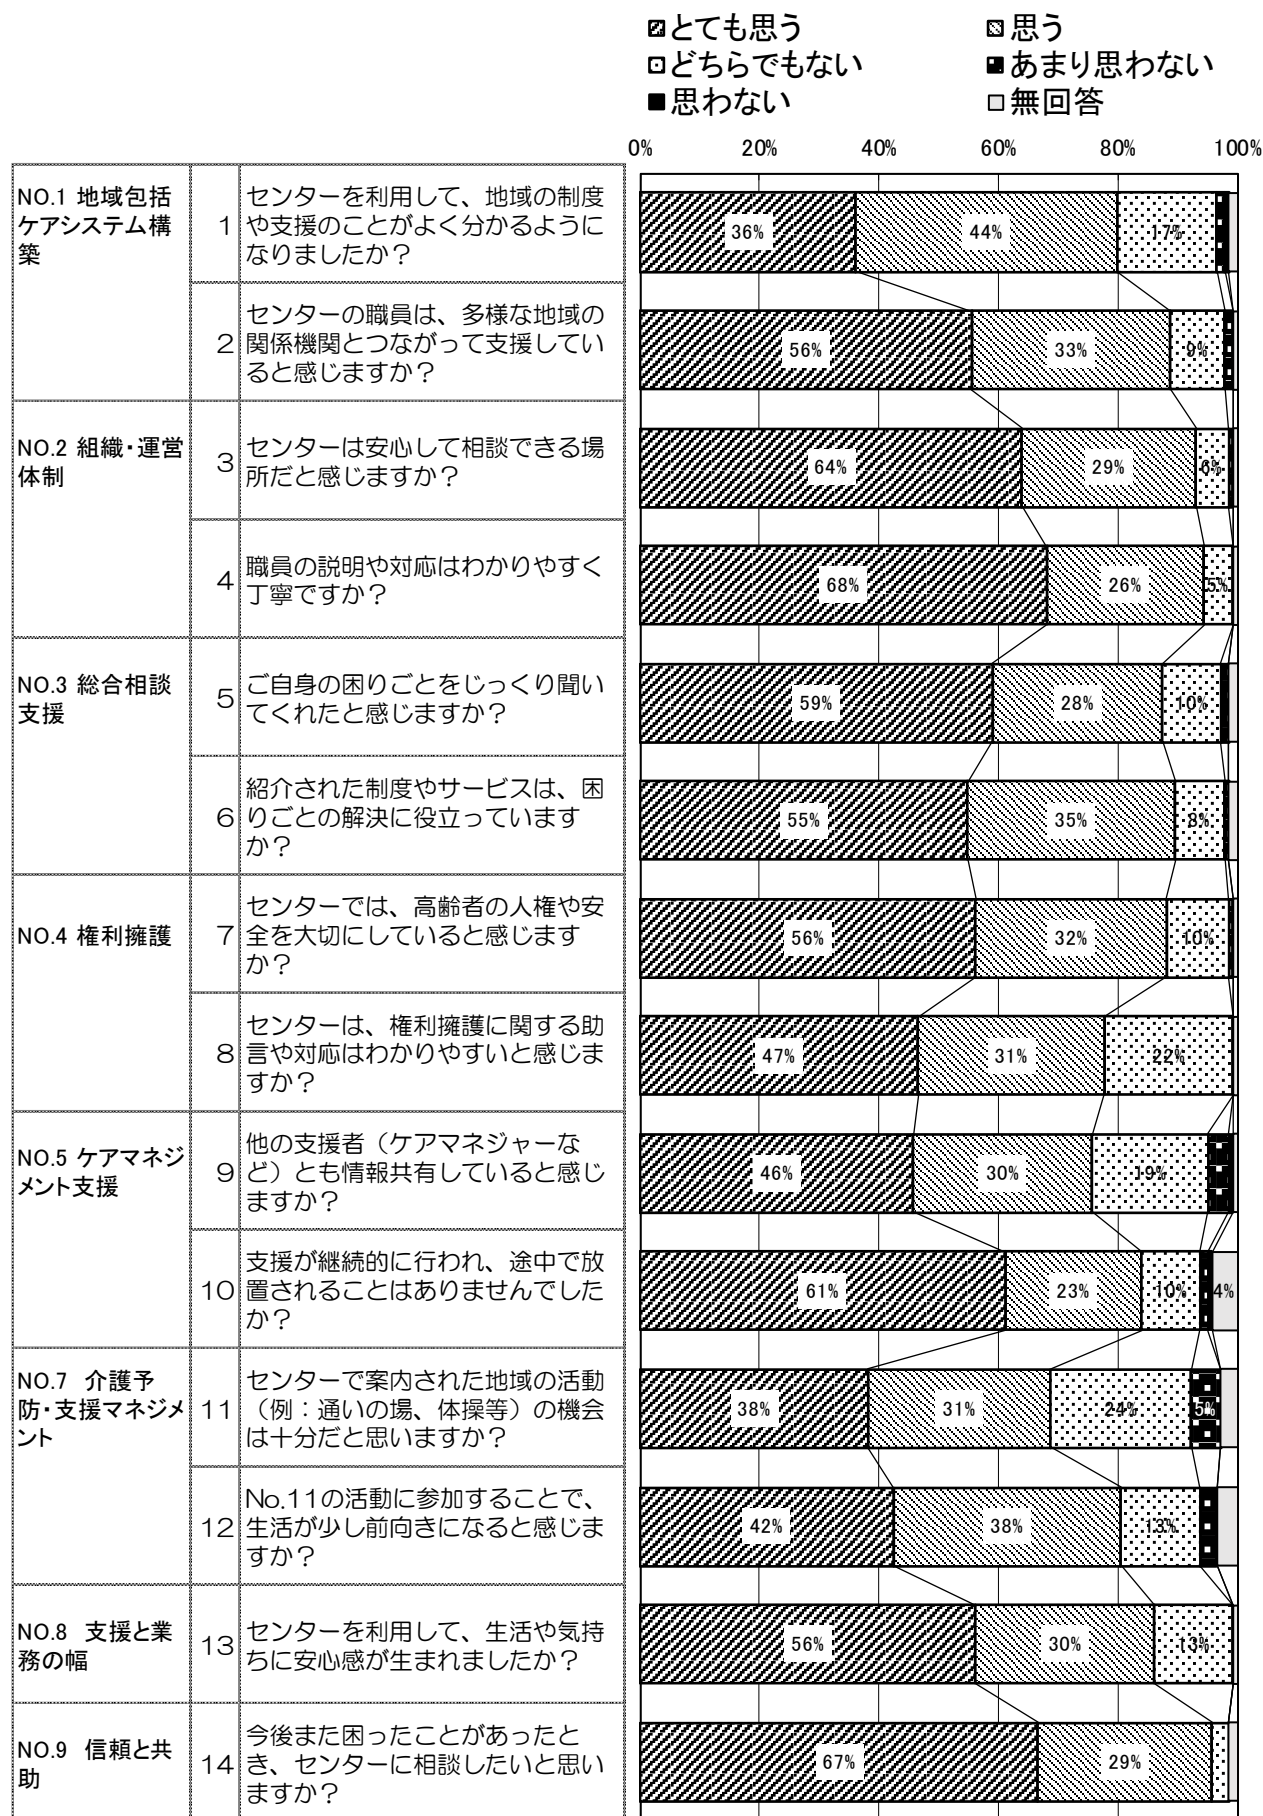 とても思う
思う
どちらでもない
あまり思わない
思わない
無回答
0% 20% 40% 60% 80% 100%
NO.1 地域包括
ケアシステム構
築
1
センターを利用して、地域の制度
や支援のことがよく分かるように
なりましたか？
36% 44% 17%
2
センターの職員は、多様な地域の
関係機関とつながって支援してい
ると感じますか？
56% 33% 9%
NO.2 組織・運営
体制
3
センターは安心して相談できる場
所だと感じますか？
64% 29% 6%
4
職員の説明や対応はわかりやすく
丁寧ですか？
68% 26% 5%
NO.3 総合相談
支援
5
ご自身の困りごとをじっくり聞い
てくれたと感じますか？
59% 28% 10%
6
紹介された制度やサービスは、困
りごとの解決に役立っています
か？
55% 35% 8%
NO.4 権利擁護
7
センターでは、高齢者の人権や安
全を大切にしていると感じます
か？
56% 32% 10%
8
センターは、権利擁護に関する助
言や対応はわかりやすいと感じま
すか？
47% 31% 22%
NO.5 ケアマネジ
メント支援
9
他の支援者（ケアマネジャーな
ど）とも情報共有していると感じ
ますか？
46% 30% 19%
10
支援が継続的に行われ、途中で放
置されることはありませんでした
か？
61% 23% 10% 4%
NO.7 介護予
防・支援マネジメ
ント
11
センターで案内された地域の活動
（例：通いの場、体操等）の機会
は十分だと思いますか？
38% 31% 24% 5%
12
No.11の活動に参加することで、
生活が少し前向きになると感じま
すか？
42% 38% 13%
NO.8 支援と業
務の幅
13
センターを利用して、生活や気持
ちに安心感が生まれましたか？
56% 30% 13%
NO.9 信頼と共
助
14
今後また困ったことがあったと
き、センターに相談したいと思い
ますか？
67% 29%